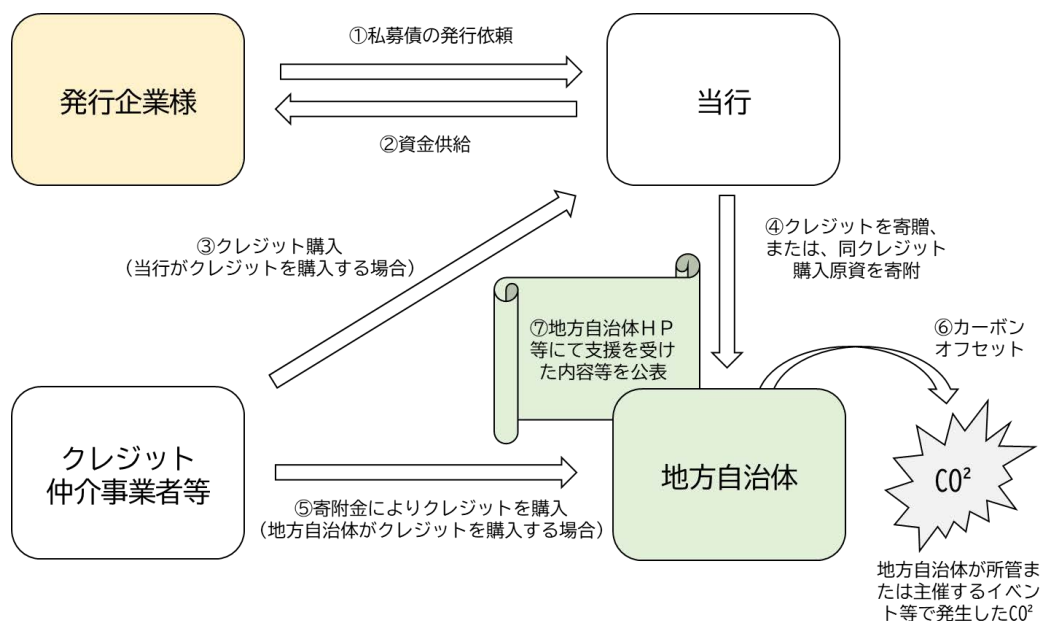 ①私募債の発行依頼
発行企業様
当行
②資金供給
③クレジット購入
（当行がクレジットを購入する場合）
④クレジットを寄贈、
または、同クレジット
購入原資を寄附
⑦地方自治体ＨＰ
等にて支援を受け
た内容等を公表
⑥カーボン
オフセット
クレジット
仲介事業者等
⑤寄附金によりクレジットを購入
（地方自治体がクレジットを購入する場合）
地方自治体
CO²
地方自治体が所管ま
たは主催するイベン
ト等で発生したCO²